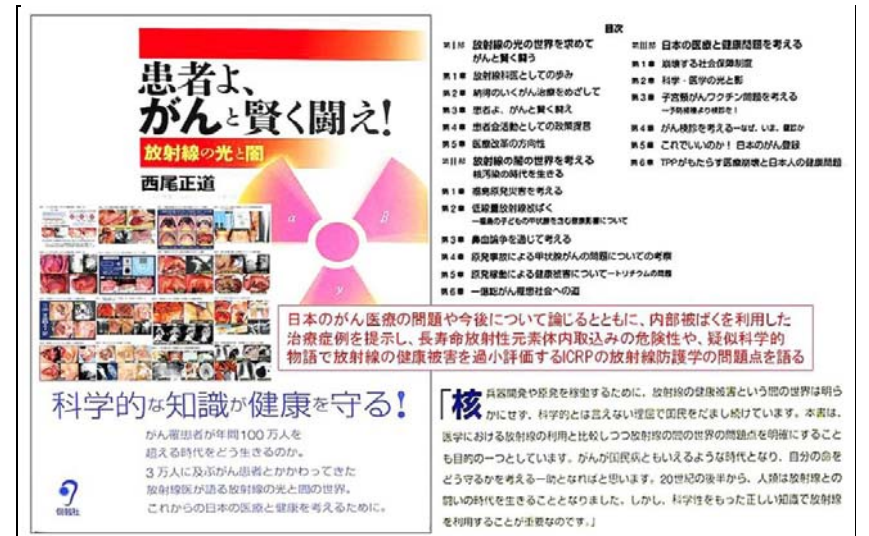 患者よ、
がんと賢く闘え!
放射線の光と闇
西尾正道
α
β
γ
科学的な知識が健康を守る!
がん罹患者が年間100万人を
超える時代をどう生きるのか。
3万人に及ぶがん患者とかかわってきた
放射線医が語る放射線の光と闇の世界。
これからの日本の医療と健康を考えるために。
旬報社
目次
第Ⅰ部 放射線の光の世界を求めて
がんと賢く闘う
第1章 放射線科医としての歩み
第2章 納得のいくがん治療をめざして
第3章 患者よ、がんと賢く闘え
第4章 患者会活動としての政策提言
第5章 医療改革の方向性
第Ⅱ部 放射線の闇の世界を考える
核汚染の時代を生きる
第1章 福島原発災害を考える
第2章 低線量放射線被ばく
―福島の子どもの甲状腺を含む健康影響について
第3章 鼻血論争を通じて考える
第4章 原発事故による甲状腺がんの問題についての考察
第5章 原発稼働による健康被害について―トリチウムの問題
第6章 一億総がん罹患社会への道
第Ⅲ部 日本の医療と健康問題を考える
第1章 崩壊する社会保障制度
第2章 科学・医学の光と影
第3章 子宮頸がんワクチン問題を考える
―予防接種より検診を!
第4章 がん検診を考える―なぜ、いま、検診か
第5章 これでいいのか! 日本のがん登録
第6章 TPPがもたらす医療崩壊と日本人の健康問題
日本のがん医療の問題や今後について論じるとともに、内部被ばくを利用した
治療症例を提示し、長寿命放射性元素体内取込みの危険性や、疑似科学的
物語で放射線の健康被害を過小評価するICRPの放射線防護学の問題点を語る
「核兵器開発や原発を稼働するために、放射線の健康被害という闇の世界は明ら
かにせず、科学的とは言えない理屈で国民をだまし続けています。本書は、
医学における放射線の利用と比較しつつ放射線の闇の世界の問題点を明確にすること
も目的の一つとしています。がんが国民病ともいえるような時代となり、自分の命を
どう守るかを考える一助となればと思います。20世紀の後半から、人類は放射線との
闘いの時代を生きることとなりました。しかし、科学性をもった正しい知識で放射線
を利用することが重要なのです。」